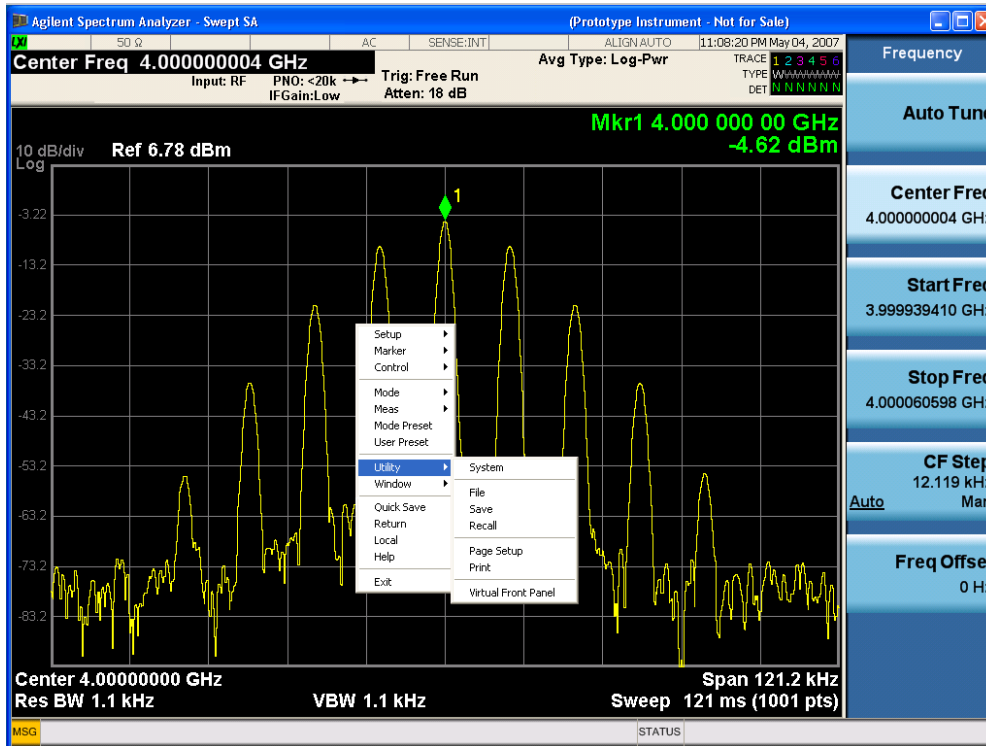 Agilent Spectrum Analyzer - Swept SA (Prototype Instrument - Not for Sale)
LXI 50 Ω AC SENSE:INT ALIGN AUTO 11:08:20 PM May 04, 2007
Center Freq 4.000000004 GHz
Input: RF PNO: <20k Trig: Free Run Avg Type: Log-Pwr
IFGain:Low Atten: 18 dB
TRACE 1 2 3 4 5 6
TYPE
DET N N N N N N
Mkr1 4.000 000 00 GHz
-4.62 dBm
10 dB/div Ref 6.78 dBm
Log
1
-3.22
-13.2
-23.2
-33.2
-43.2
-53.2
-63.2
-73.2
-83.2
Setup
Marker
Control
Mode
Meas
Mode Preset
User Preset
Utility
Window
Quick Save
Return
Local
Help
Exit
System
File
Save
Recall
Page Setup
Print
Virtual Front Panel
Center 4.00000000 GHz Span 121.2 kHz
Res BW 1.1 kHz VBW 1.1 kHz Sweep 121 ms (1001 pts)
MSG STATUS
Frequency
Auto Tun
Center Fre
4.000000004 GH
Start Fre
3.999939410 GH
Stop Fre
4.000060598 GH
CF Step
12.119 kH
Auto Ma
Freq Offse
0 H